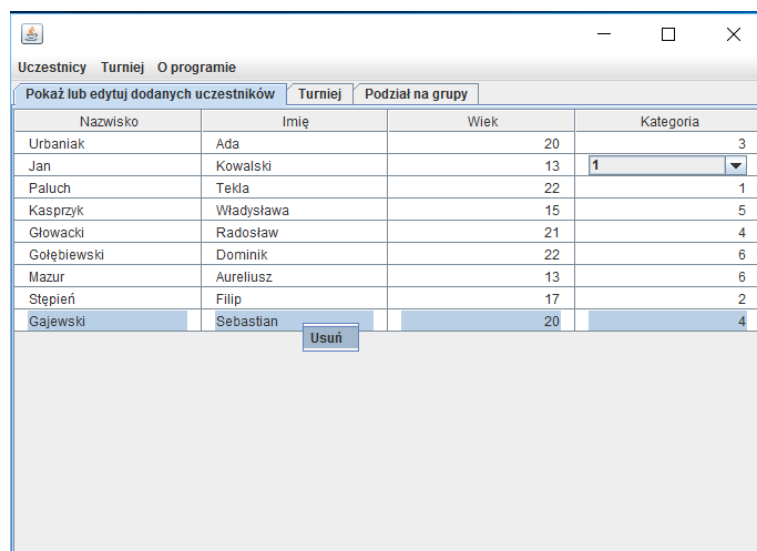 Uczestnicy Turniej O programie
Pokaż lub edytuj dodanych uczestników Turniej Podział na grupy
Nazwisko Imię Wiek Kategoria
Urbaniak Ada 20 3
Jan Kowalski 13 1
Paluch Tekla 22 1
Kasprzyk Władysława 15 5
Głowacki Radosław 21 4
Gołębiewski Dominik 22 6
Mazur Aureliusz 13 6
Stępień Filip 17 2
Gajewski Sebastian 20 4
Usuń